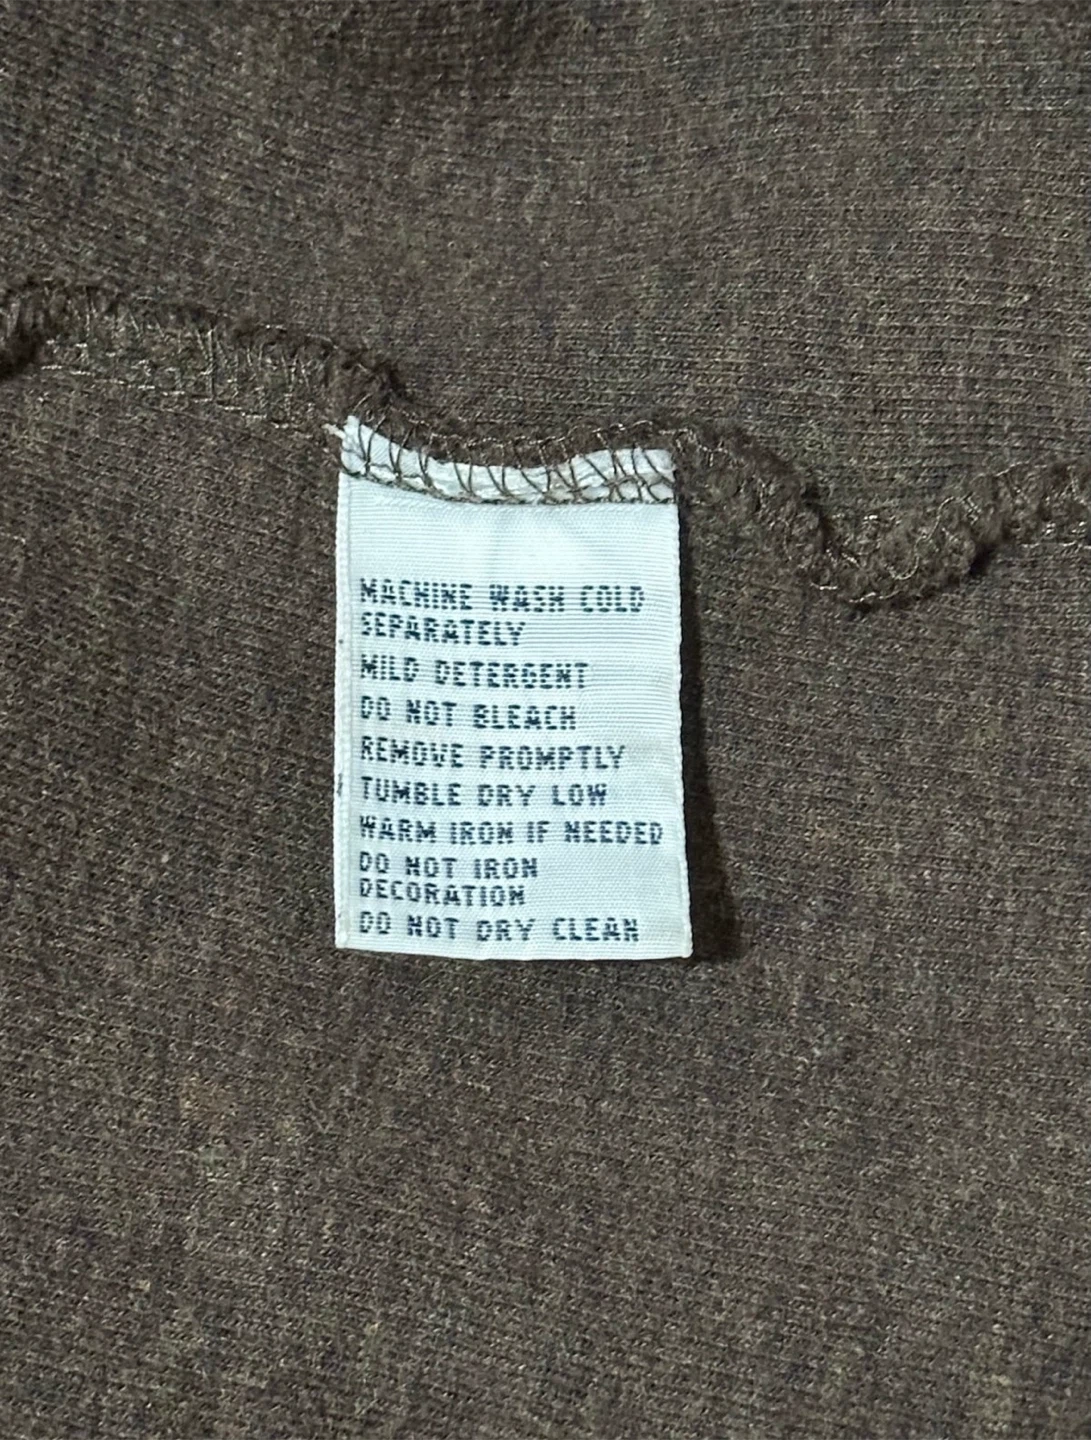 MACHINE WASH COLD
SEPARATELY
MILD DETERGENT
DO NOT BLEACH
REMOVE PROMPTLY
TUMBLE DRY LOW
WARM IRON IF NEEDED
DO NOT IRON
DECORATION
DO NOT DRY CLEAN